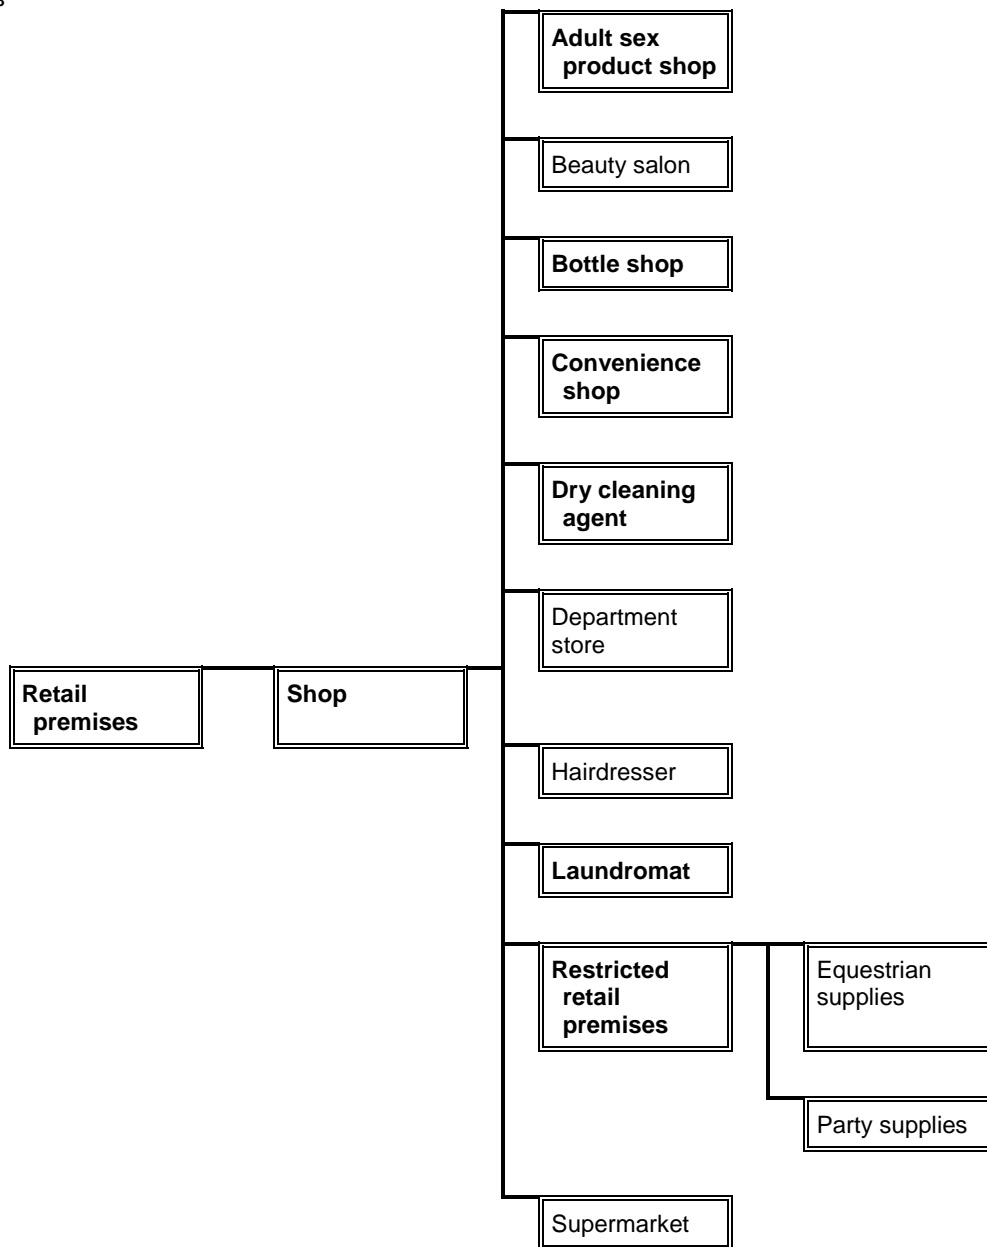 Adult sex
product shop
Beauty salon
Bottle shop
Convenience
shop
Dry cleaning
agent
Department
store
Retail
premises
Shop
Hairdresser
Laundromat
Restricted
retail
premises
Equestrian
supplies
Party supplies
Supermarket